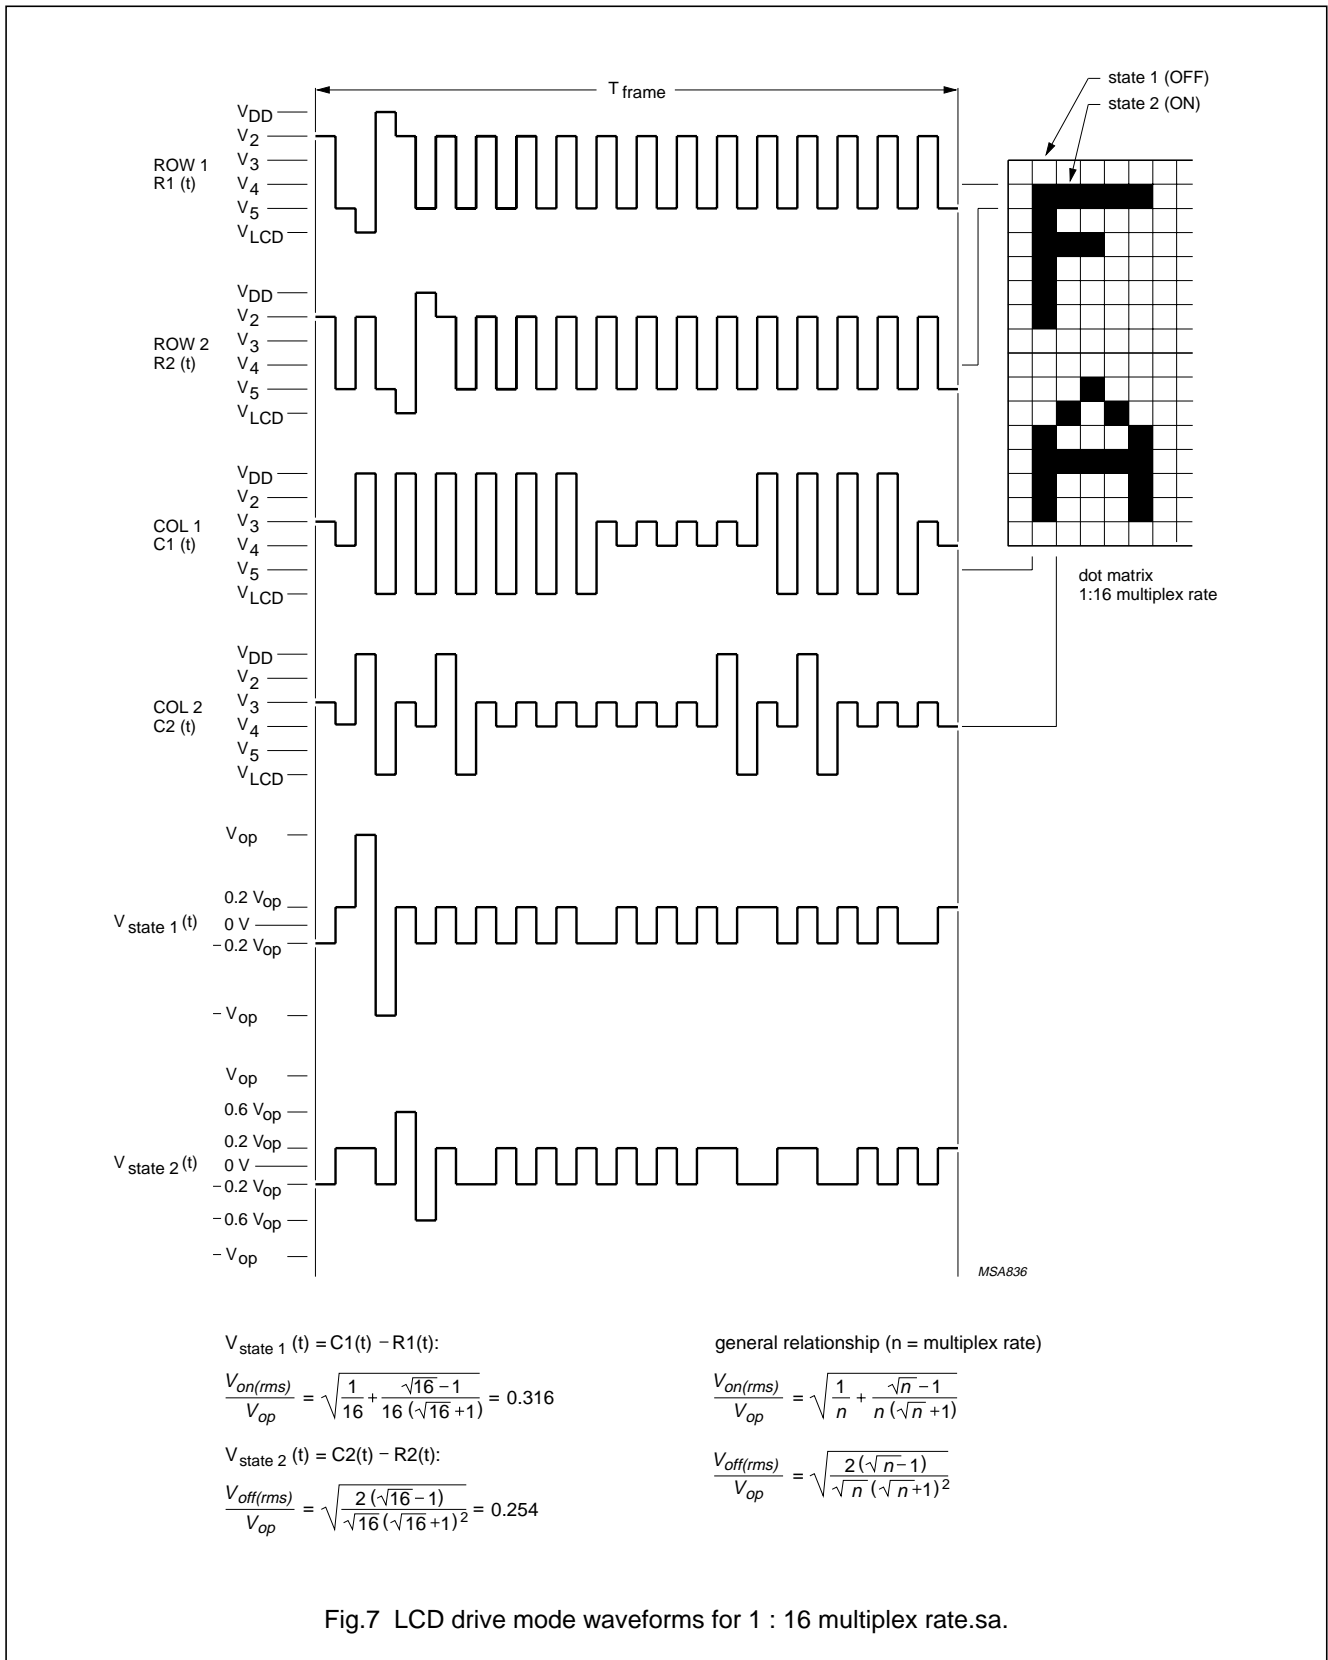 T frame
state 1 (OFF)
state 2 (ON)
ROW 1
R1 (t)
VDD
V2
V3
V4
V5
VLCD
ROW 2
R2 (t)
VDD
V2
V3
V4
V5
VLCD
COL 1
C1 (t)
VDD
V2
V3
V4
V5
VLCD
dot matrix
1:16 multiplex rate
COL 2
C2 (t)
VDD
V2
V3
V4
V5
VLCD
V state 1 (t)
Vop
0.2 Vop
0 V
−0.2 Vop
−Vop
V state 2 (t)
Vop
0.6 Vop
0.2 Vop
0 V
−0.2 Vop
−0.6 Vop
−Vop
MSA836
V state 1 (t) = C1(t) − R1(t):
Von(rms) / Vop = √(1/16 + (√16 − 1) / (16 (√16 + 1))) = 0.316
V state 2 (t) = C2(t) − R2(t):
Voff(rms) / Vop = √(2 (√16 − 1) / (√16 (√16 + 1)2)) = 0.254
general relationship (n = multiplex rate)
Von(rms) / Vop = √(1/n + (√n − 1) / (n (√n + 1)))
Voff(rms) / Vop = √(2 (√n − 1) / (√n (√n + 1)2))
Fig.7 LCD drive mode waveforms for 1 : 16 multiplex rate.sa.